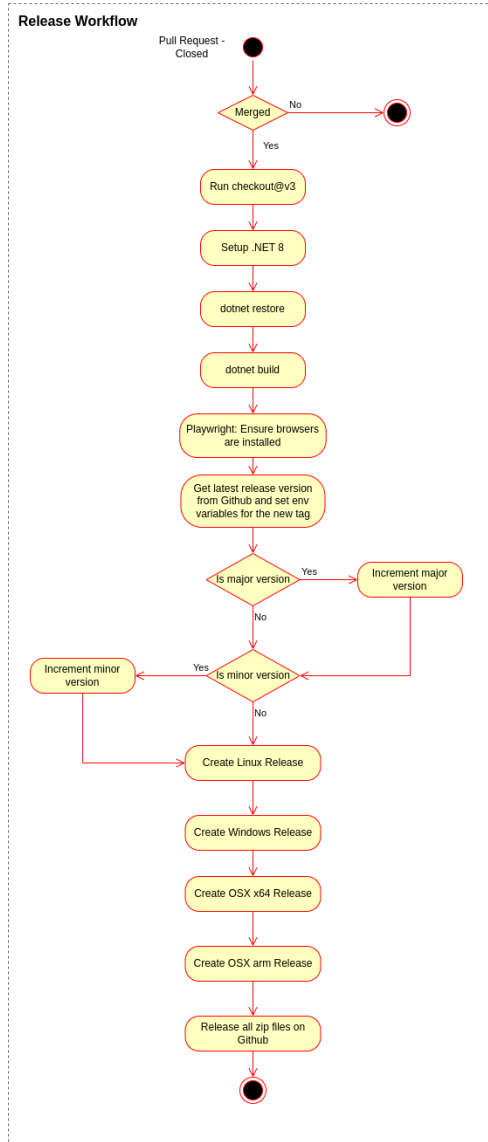 Release Workflow
Pull Request -
Closed
Merged
No
Yes
Run checkout@v3
Setup .NET 8
dotnet restore
dotnet build
Playwright: Ensure browsers
are installed
Get latest release version
from Github and set env
variables for the new tag
Is major version
Yes
Increment major
version
No
Is minor version
Yes
Increment minor
version
No
Create Linux Release
Create Windows Release
Create OSX x64 Release
Create OSX arm Release
Release all zip files on
Github